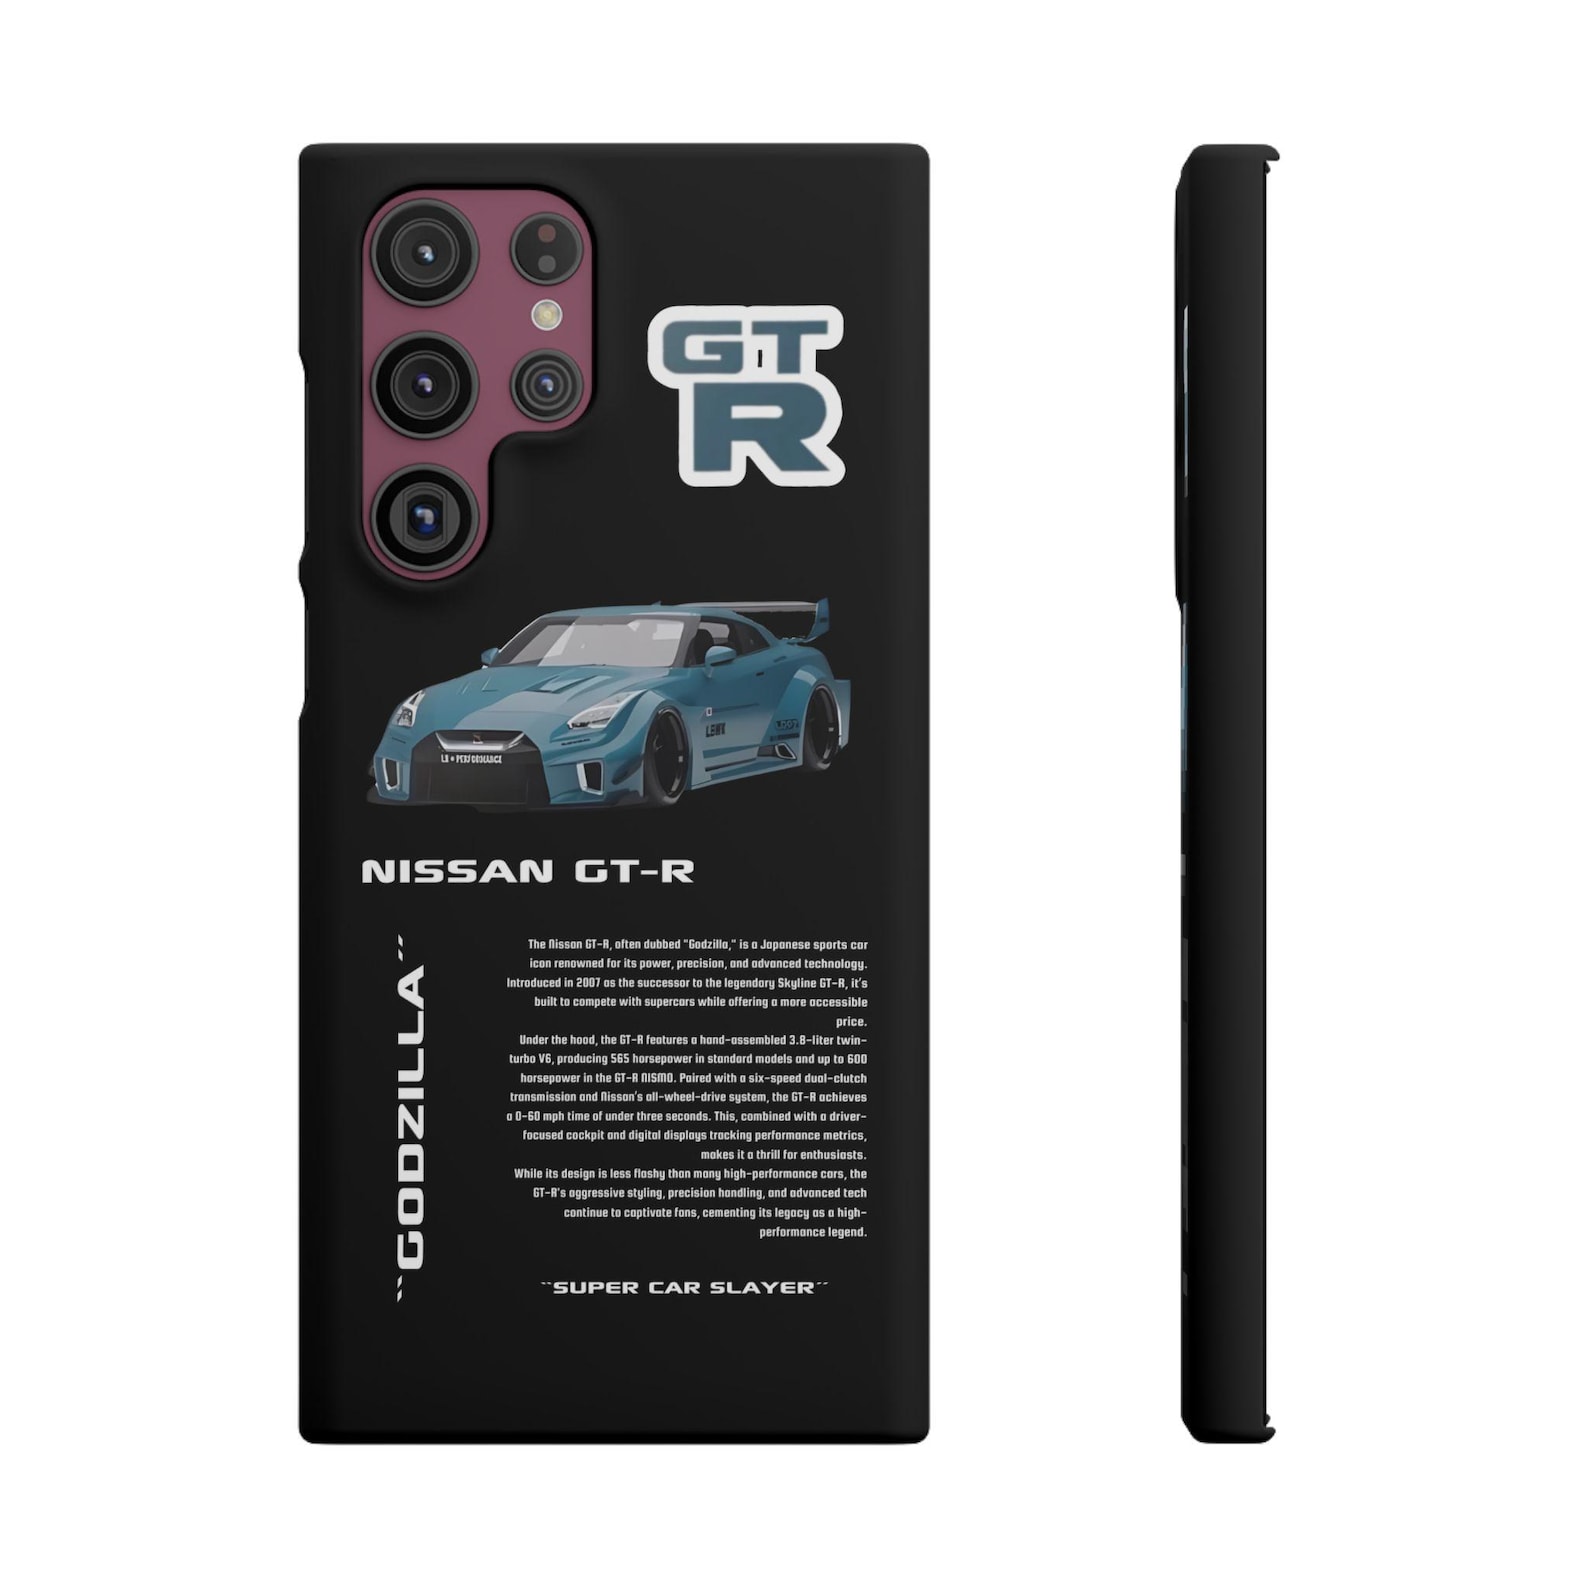 GT
R
LBWK
LB★PERFORMANCE
NISSAN GT-R
"GODZILLA"
The Nissan GT-R, often dubbed "Godzilla," is a Japanese sports car
icon renowned for its power, precision, and advanced technology.
Introduced in 2007 as the successor to the legendary Skyline GT-R, it's
built to compete with supercars while offering a more accessible
price.
Under the hood, the GT-R features a hand-assembled 3.8-liter twin-
turbo V6, producing 565 horsepower in standard models and up to 600
horsepower in the GT-R NISMO. Paired with a six-speed dual-clutch
transmission and Nissan's all-wheel-drive system, the GT-R achieves
a 0-60 mph time of under three seconds. This, combined with a driver-
focused cockpit and digital displays tracking performance metrics,
makes it a thrill for enthusiasts.
While its design is less flashy than many high-performance cars, the
GT-R's aggressive styling, precision handling, and advanced tech
continue to captivate fans, cementing its legacy as a high-
performance legend.
"SUPER CAR SLAYER"